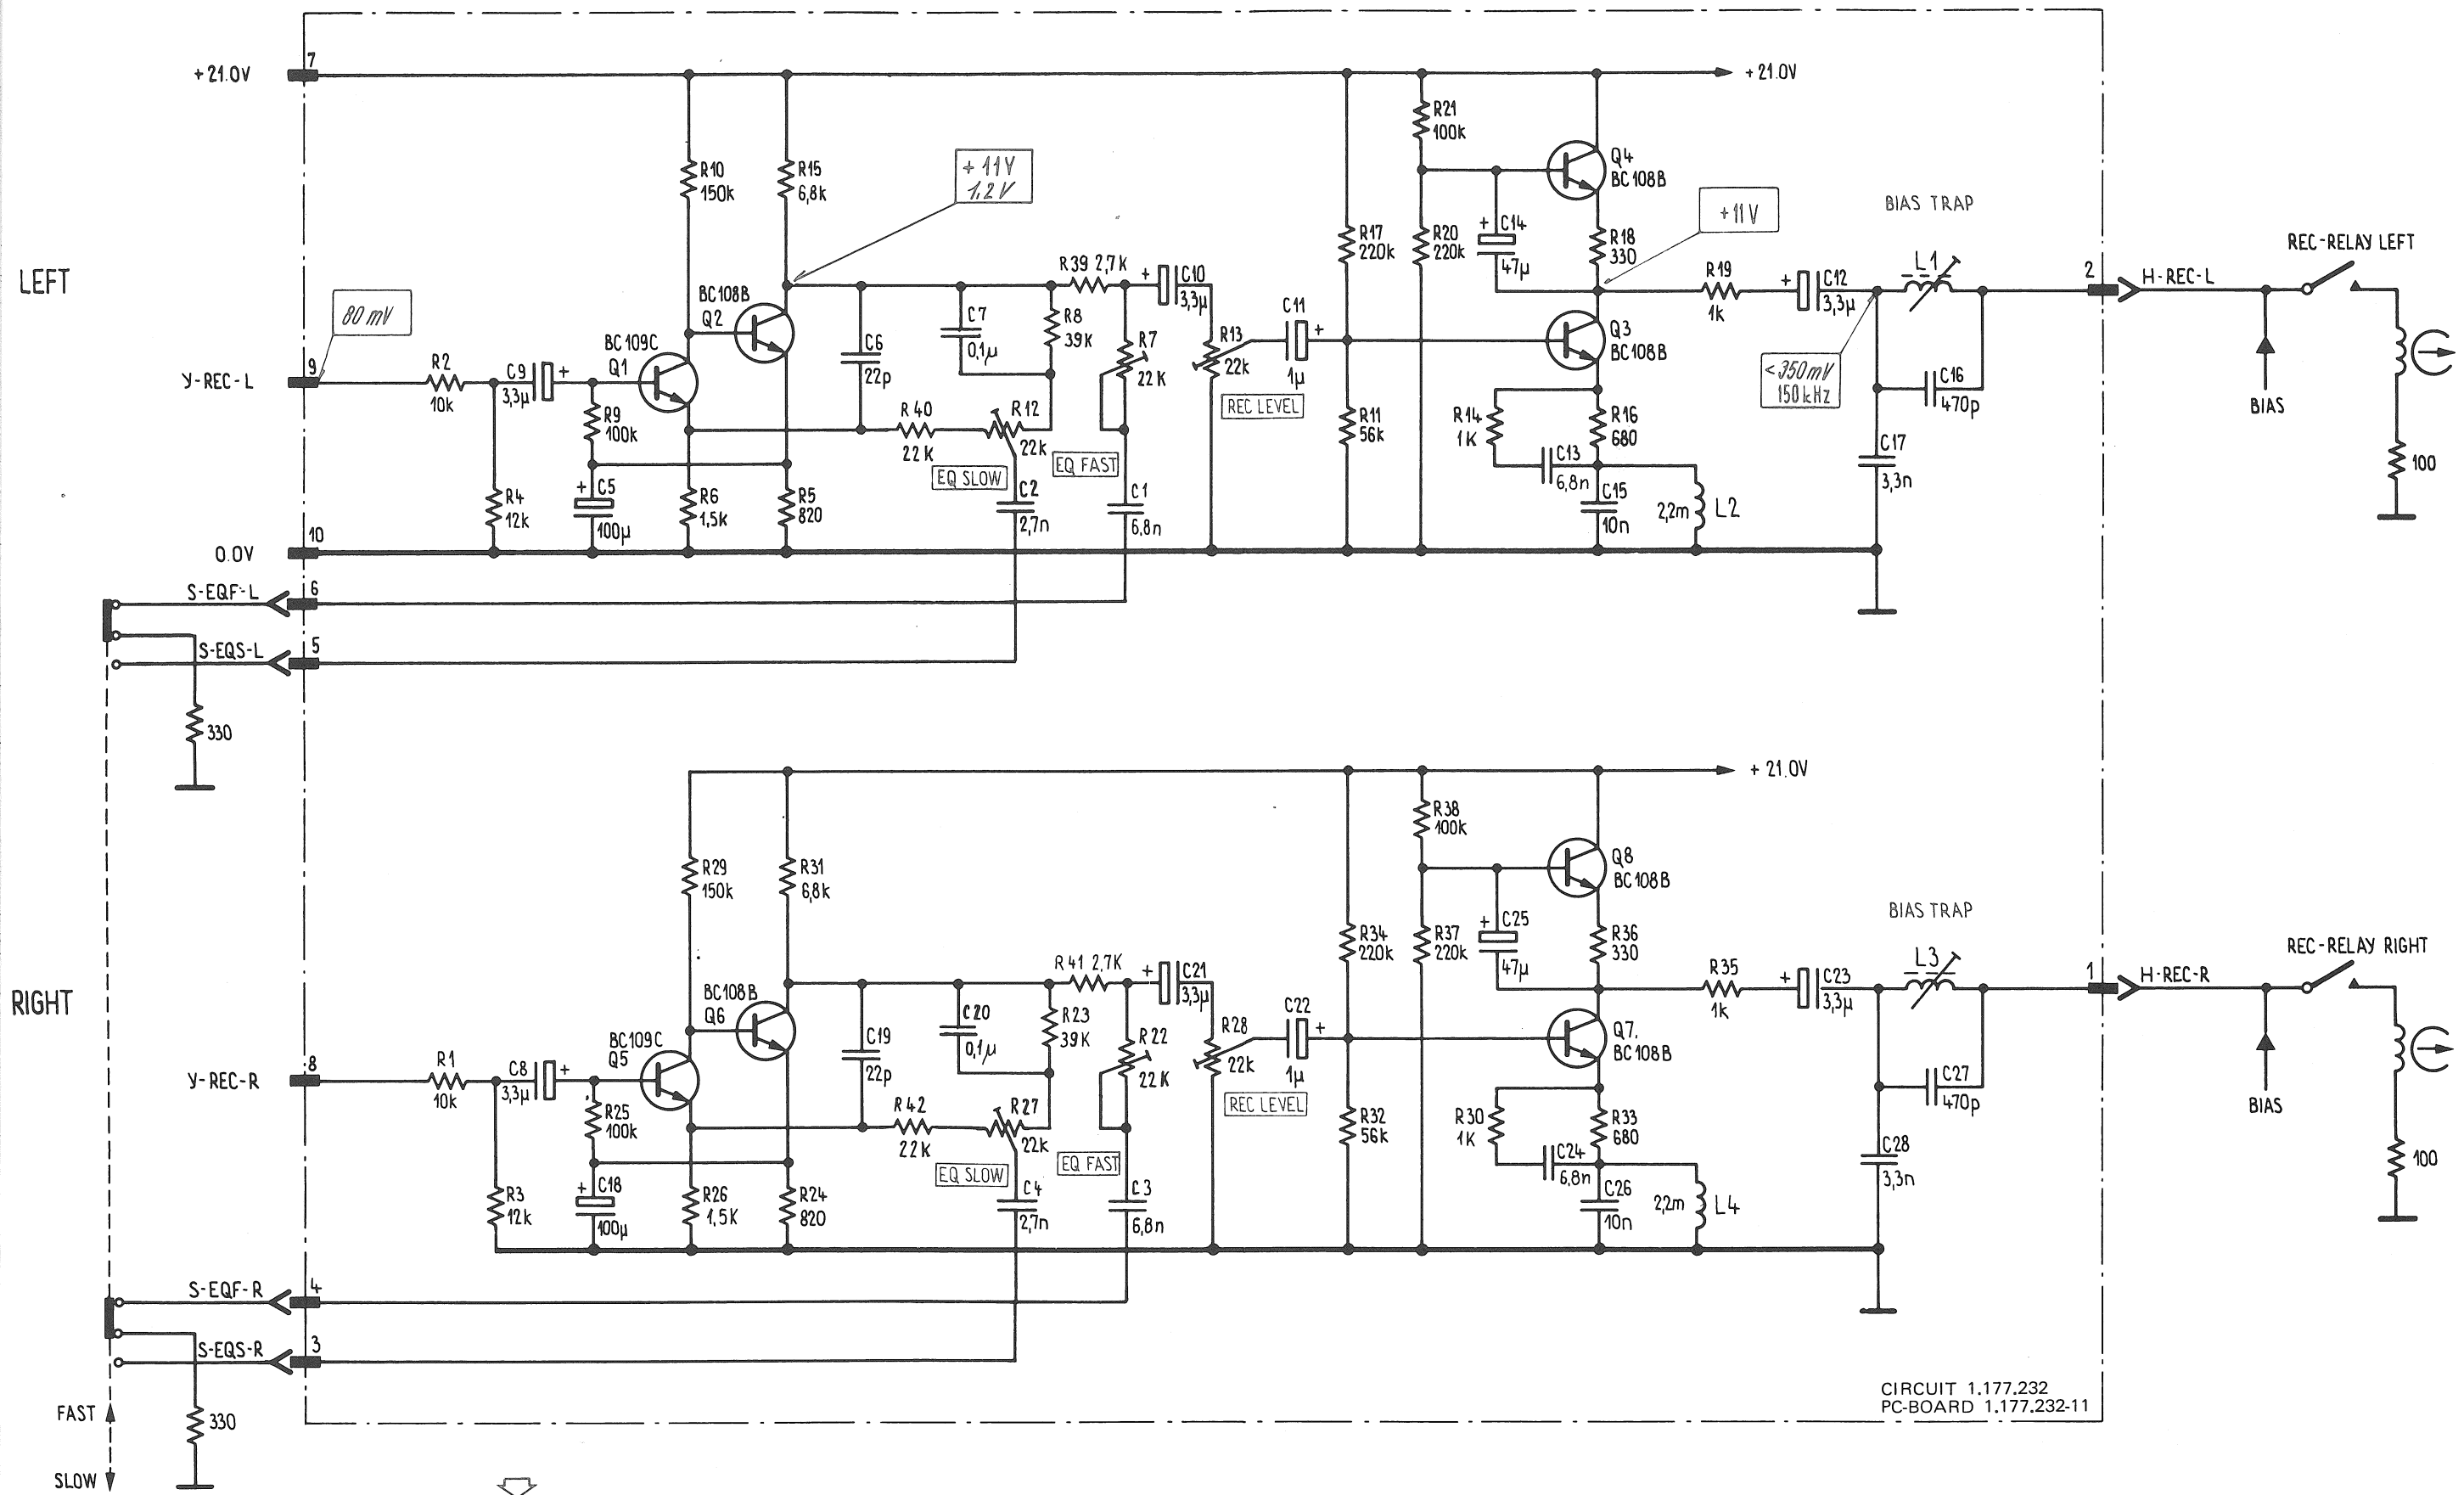 +21.0V
7
+21.0V
R10
150k
R15
6,8k
+11V
1,2V
R21
100k
Q4
BC108B
R17
220k
R20
220k
+
C14
47µ
R18
330
+11V
BIAS TRAP
REC-RELAY LEFT
LEFT
80mV
BC108B
Q2
R39 2,7K
+
C10
3,3µ
R19
1k
+
C12
3,3µ
L1
2
H-REC-L
BC109C
Q1
C6
22p
C7
0,1µ
R8
39K
R7
22K
R13
22k
C11
+
1µ
REC LEVEL
Q3
BC108B
<350mV
150kHz
C16
470p
BIAS
Y-REC-L
9
R2
10k
C9
3,3µ
+
R9
100k
R40
22K
R12
22k
EQ SLOW
EQ FAST
R11
56k
R14
1K
R16
680
C13
6,8n
C17
3,3n
100
R4
12k
+
C5
100µ
R6
1,5K
R5
820
C2
2,7n
C1
6,8n
C15
10n
2,2m
L2
0.0V
10
S-EQF-L
6
S-EQS-L
5
330
+21.0V
R29
150k
R31
6,8k
R38
100k
Q8
BC108B
R34
220k
R37
220k
+
C25
47µ
R36
330
BIAS TRAP
REC-RELAY RIGHT
RIGHT
BC108B
Q6
R41 2,7K
+
C21
3,3µ
R35
1k
+
C23
3,3µ
L3
1
H-REC-R
BC109C
Q5
C19
22p
C20
0,1µ
R23
39K
R22
22K
R28
22k
C22
+
1µ
REC LEVEL
Q7.
BC108B
C27
470p
BIAS
Y-REC-R
8
R1
10k
C8
3,3µ
+
R25
100k
R42
22K
R27
22k
EQ SLOW
EQ FAST
R32
56k
R30
1K
R33
680
C24
6,8n
C28
3,3n
100
R3
12k
+
C18
100µ
R26
1,5K
R24
820
C4
2,7n
C3
6,8n
C26
10n
2,2m
L4
S-EQF-R
4
S-EQS-R
3
330
FAST
SLOW
CIRCUIT 1.177.232
PC-BOARD 1.177.232-11